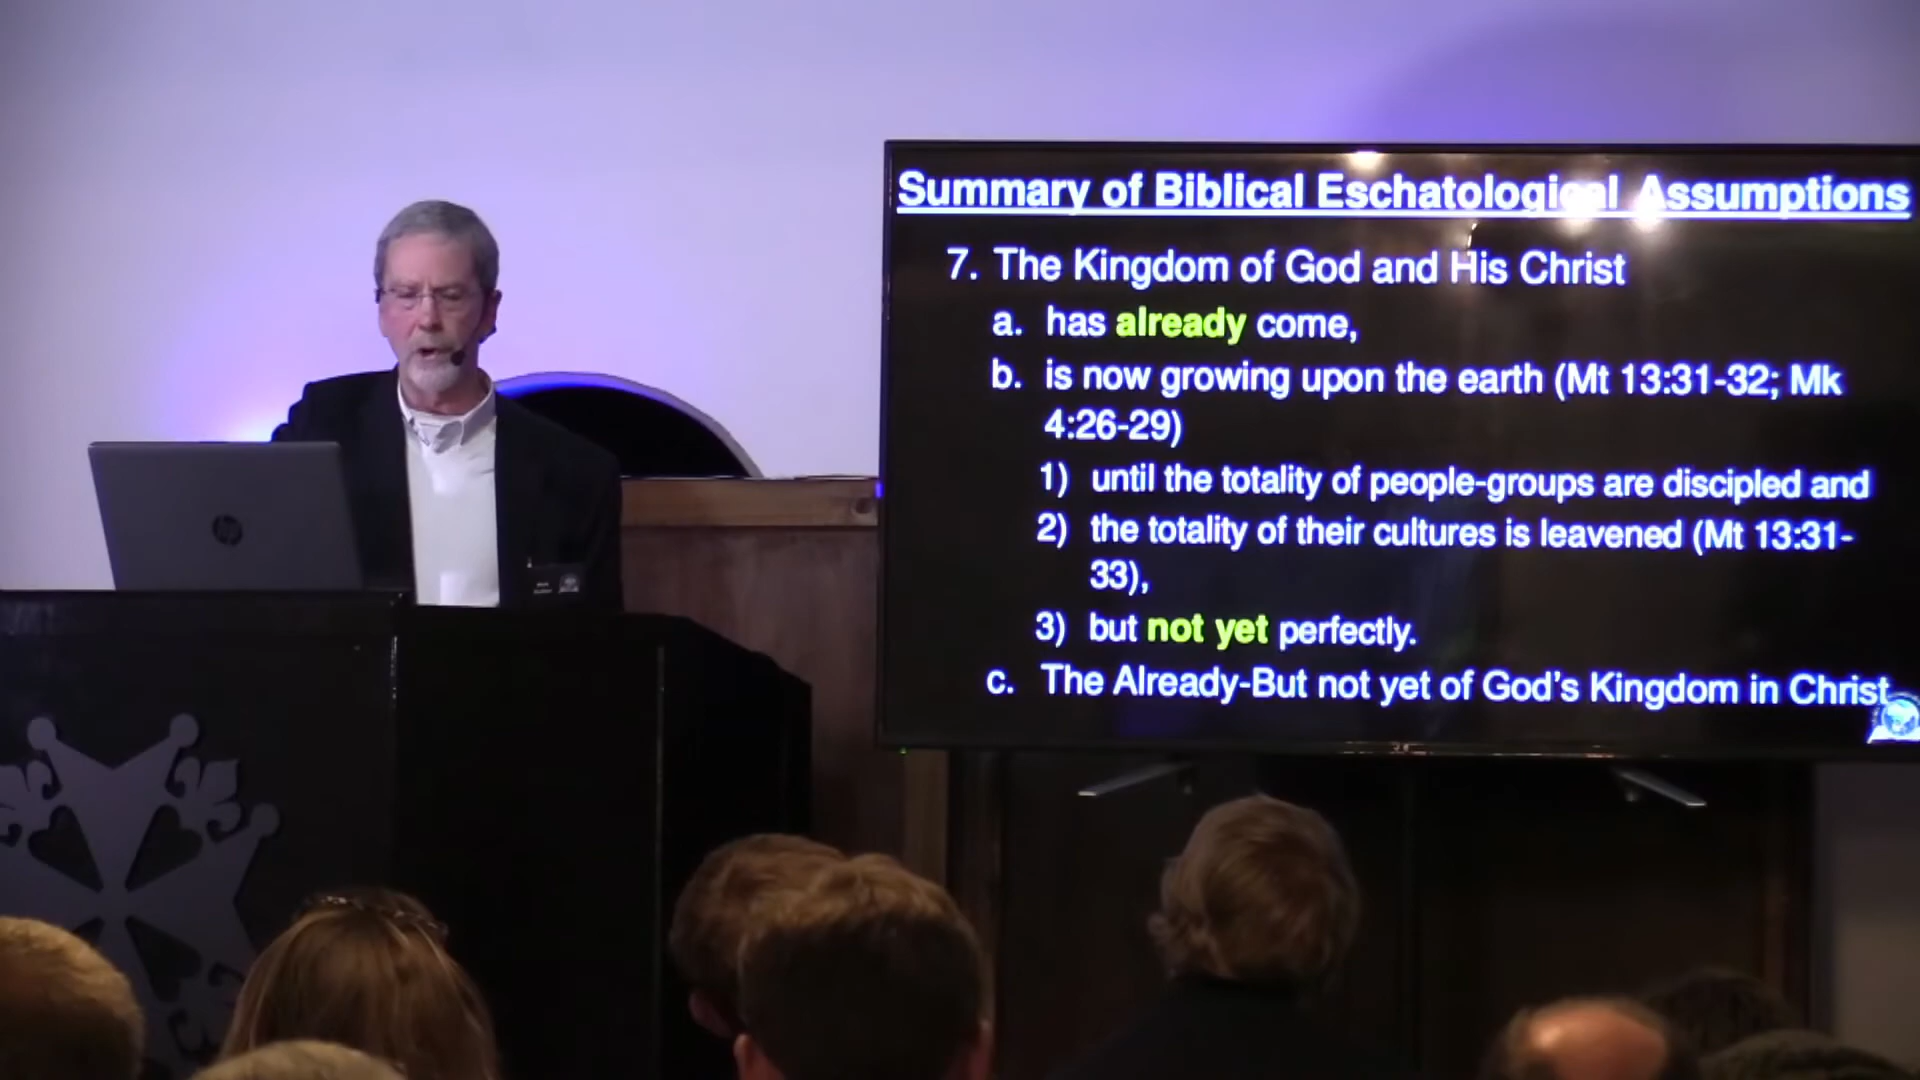 Summary of Biblical Eschatological Assumptions
7. The Kingdom of God and His Christ
a. has already come,
b. is now growing upon the earth (Mt 13:31-32; Mk
4:26-29)
1) until the totality of people-groups are discipled and
2) the totality of their cultures is leavened (Mt 13:31-
33),
3) but not yet perfectly.
c. The Already-But not yet of God's Kingdom in Christ
hp